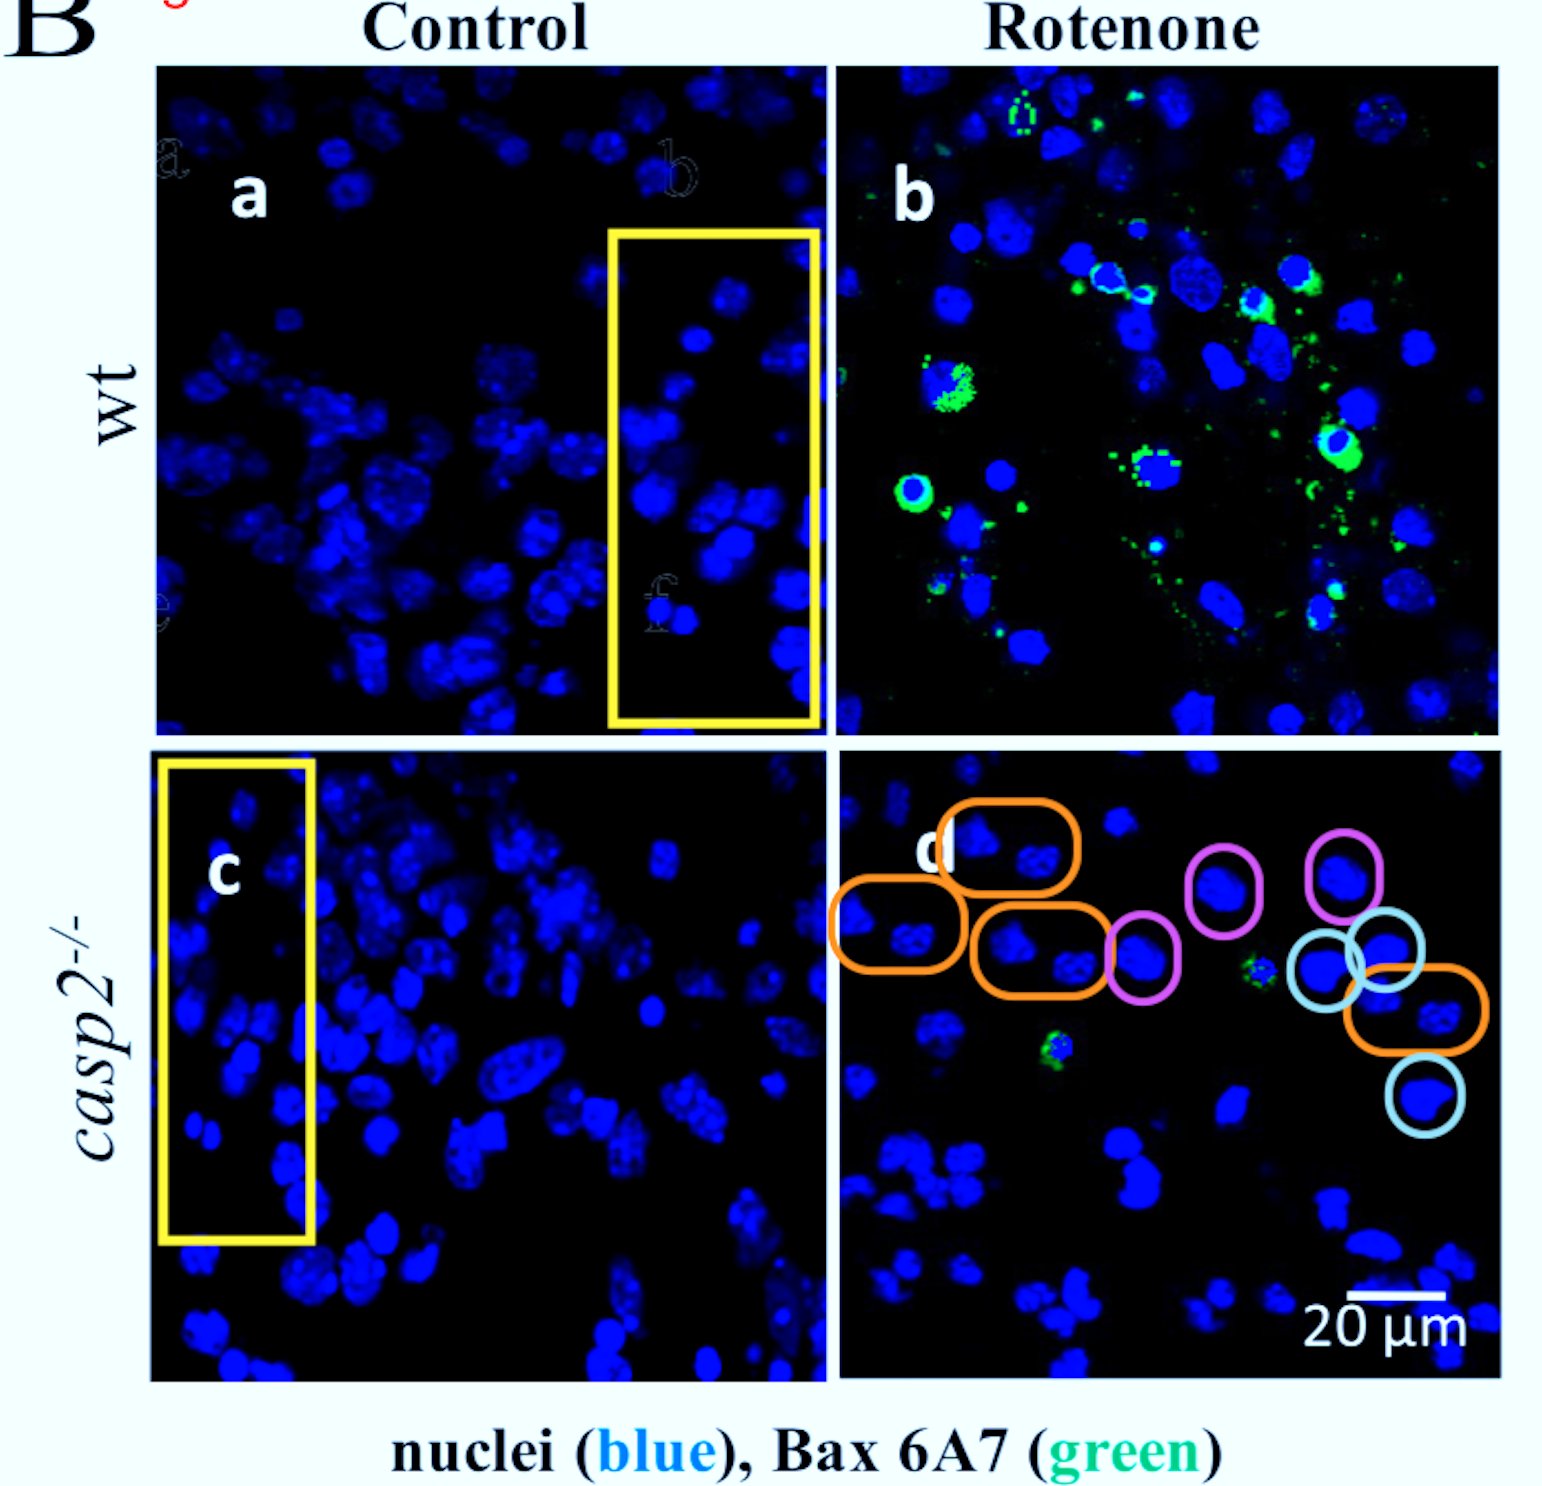 B
Control Rotenone
wt
a
b
a
b
e
f
casp2-/-
c
d
20 µm
nuclei (blue), Bax 6A7 (green)